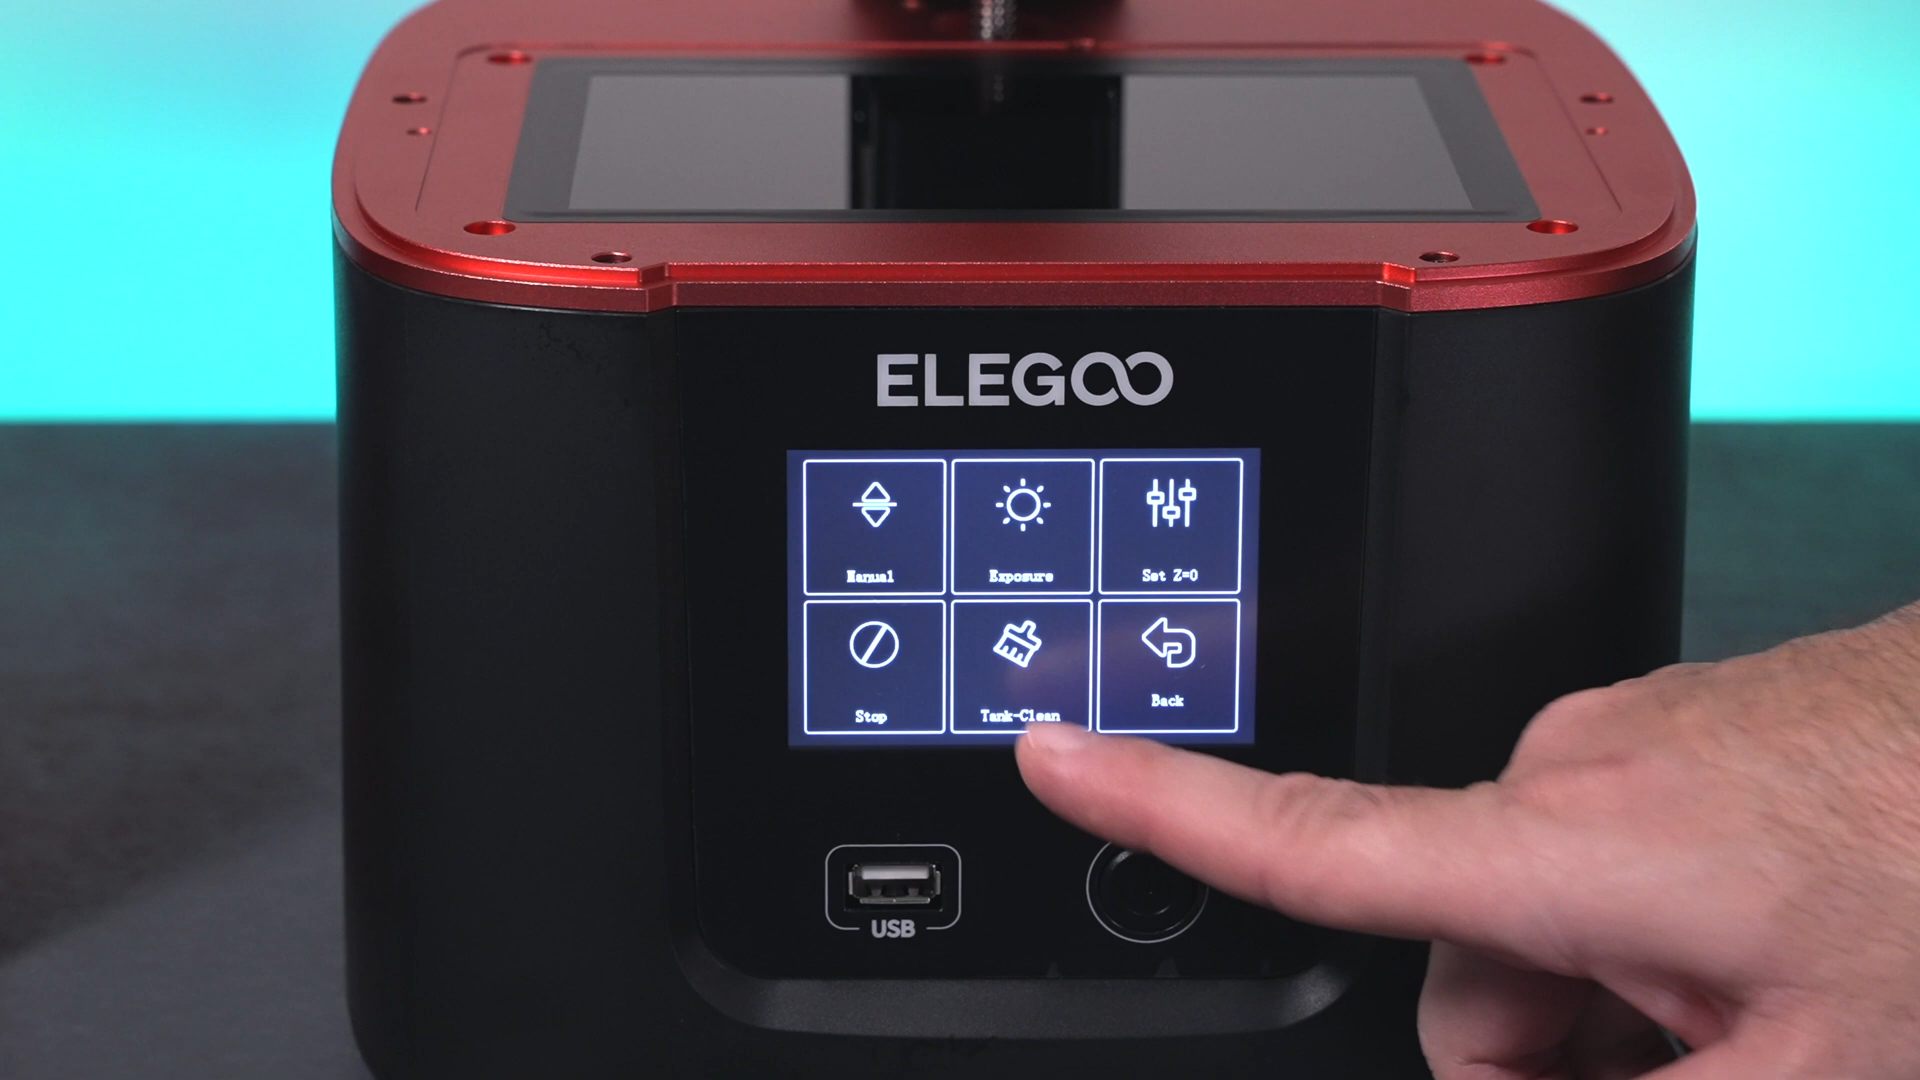 ELEGOO
Manual
Exposure
Set Z=0
Stop
Tank-Clean
Back
USB